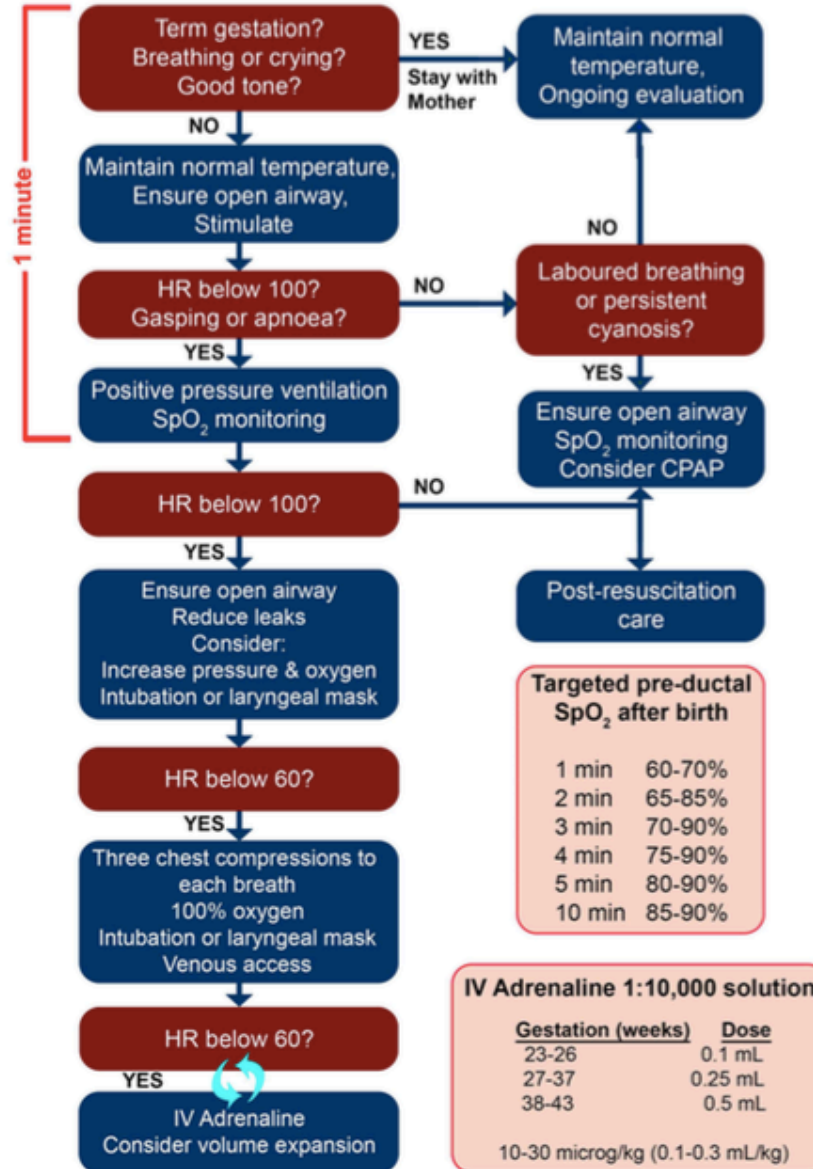 1 minute
Term gestation?
Breathing or crying?
Good tone?
YES
Stay with
Mother
Maintain normal
temperature,
Ongoing evaluation
NO
Maintain normal temperature,
Ensure open airway,
Stimulate
NO
HR below 100?
Gasping or apnoea?
NO
Laboured breathing
or persistent
cyanosis?
YES
YES
Positive pressure ventilation
SpO₂ monitoring
Ensure open airway
SpO₂ monitoring
Consider CPAP
HR below 100?
NO
YES
Ensure open airway
Reduce leaks
Consider:
Increase pressure & oxygen
Intubation or laryngeal mask
Post-resuscitation
care
HR below 60?
YES
Three chest compressions to
each breath
100% oxygen
Intubation or laryngeal mask
Venous access
HR below 60?
YES
IV Adrenaline
Consider volume expansion
Targeted pre-ductal
SpO₂ after birth
1 min 60-70%
2 min 65-85%
3 min 70-90%
4 min 75-90%
5 min 80-90%
10 min 85-90%
IV Adrenaline 1:10,000 solution
Gestation (weeks) Dose
23-26 0.1 mL
27-37 0.25 mL
38-43 0.5 mL
10-30 microg/kg (0.1-0.3 mL/kg)